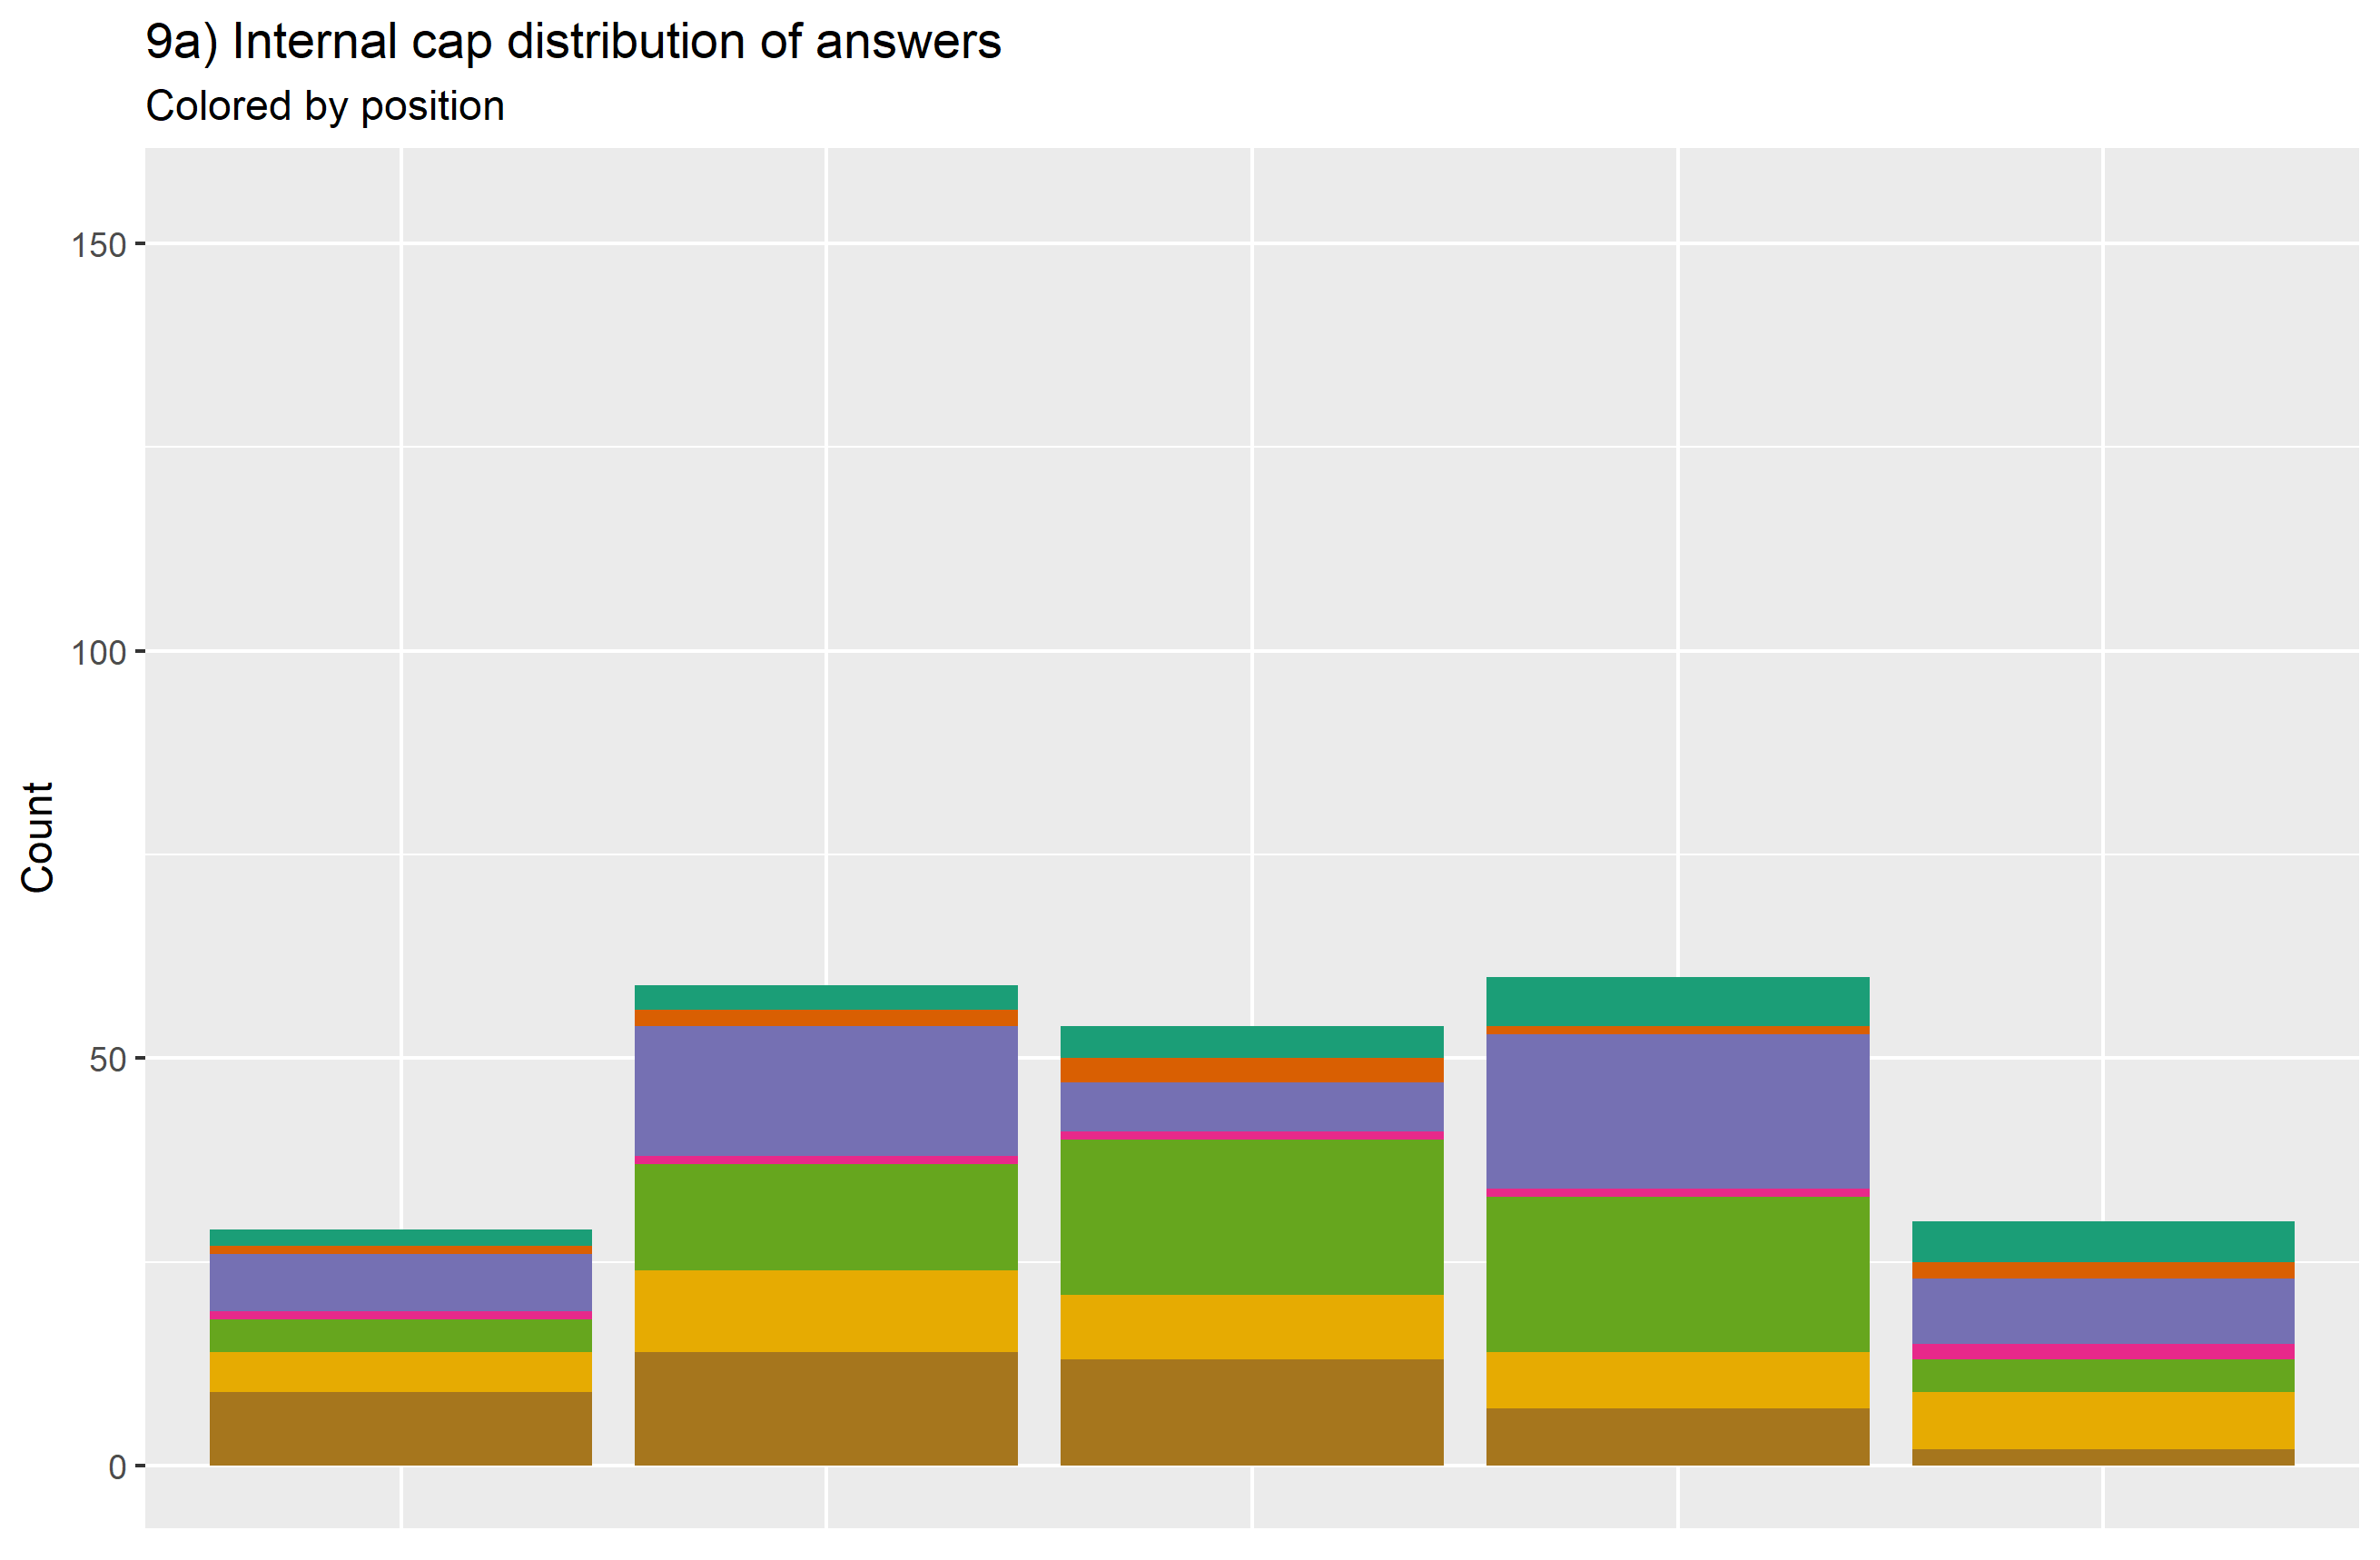 9a) Internal cap distribution of answers
Colored by position
150
100
50
0
Count